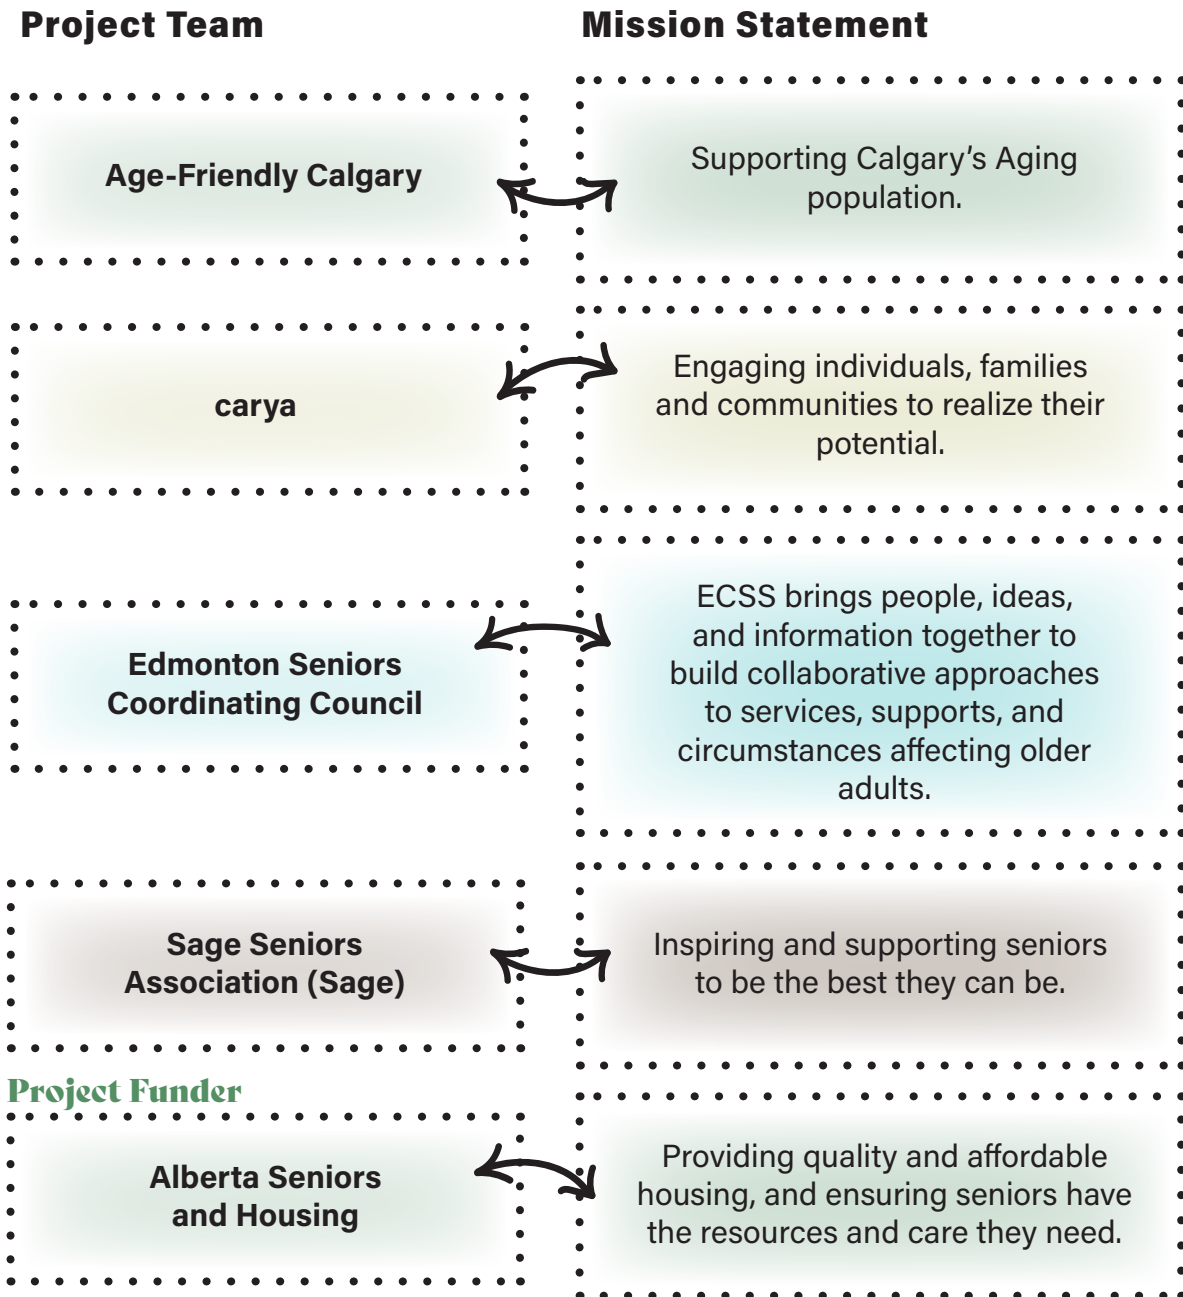 Project Team
Mission Statement
Age-Friendly Calgary
Supporting Calgary’s Aging
population.
carya
Engaging individuals, families
and communities to realize their
potential.
Edmonton Seniors
Coordinating Council
ECSS brings people, ideas,
and information together to
build collaborative approaches
to services, supports, and
circumstances affecting older
adults.
Sage Seniors
Association (Sage)
Inspiring and supporting seniors
to be the best they can be.
Project Funder
Alberta Seniors
and Housing
Providing quality and affordable
housing, and ensuring seniors have
the resources and care they need.